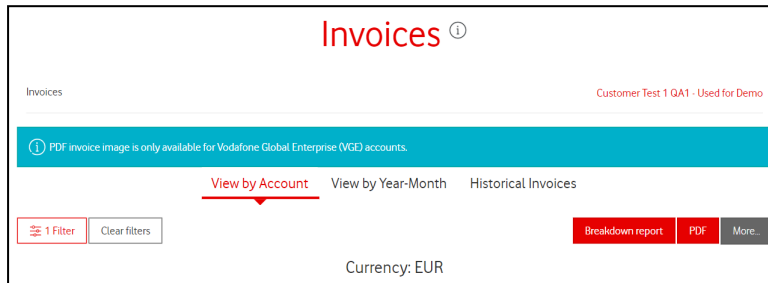 Invoices
Invoices
Customer Test 1 QA1 - Used for Demo
PDF invoice image is only available for Vodafone Global Enterprise (VGE) accounts.
View by Account View by Year-Month Historical Invoices
1 Filter Clear filters Breakdown report PDF More...
Currency: EUR